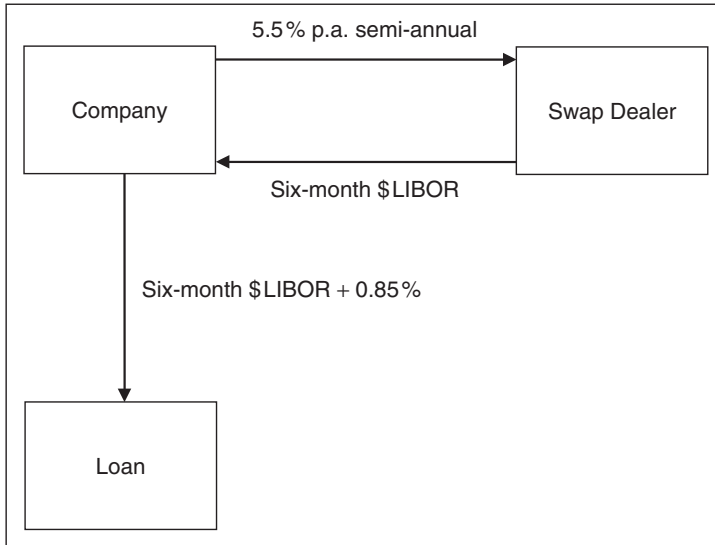 5.5% p.a. semi-annual
Company
Swap Dealer
Six-month $LIBOR
Six-month $LIBOR + 0.85%
Loan